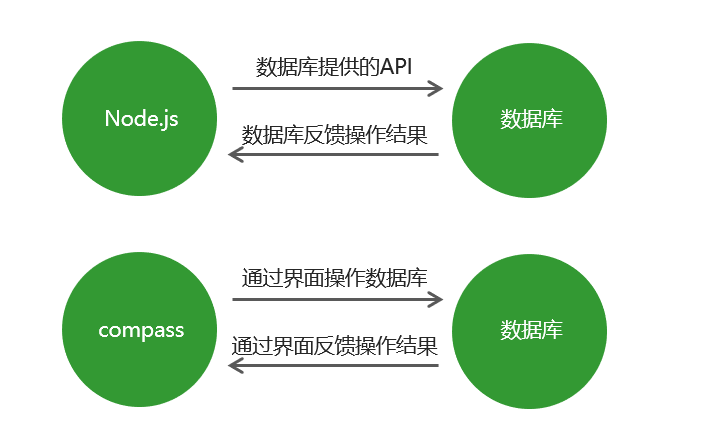 数据库提供的API
Node.js
数据库
数据库反馈操作结果
通过界面操作数据库
compass
数据库
通过界面反馈操作结果